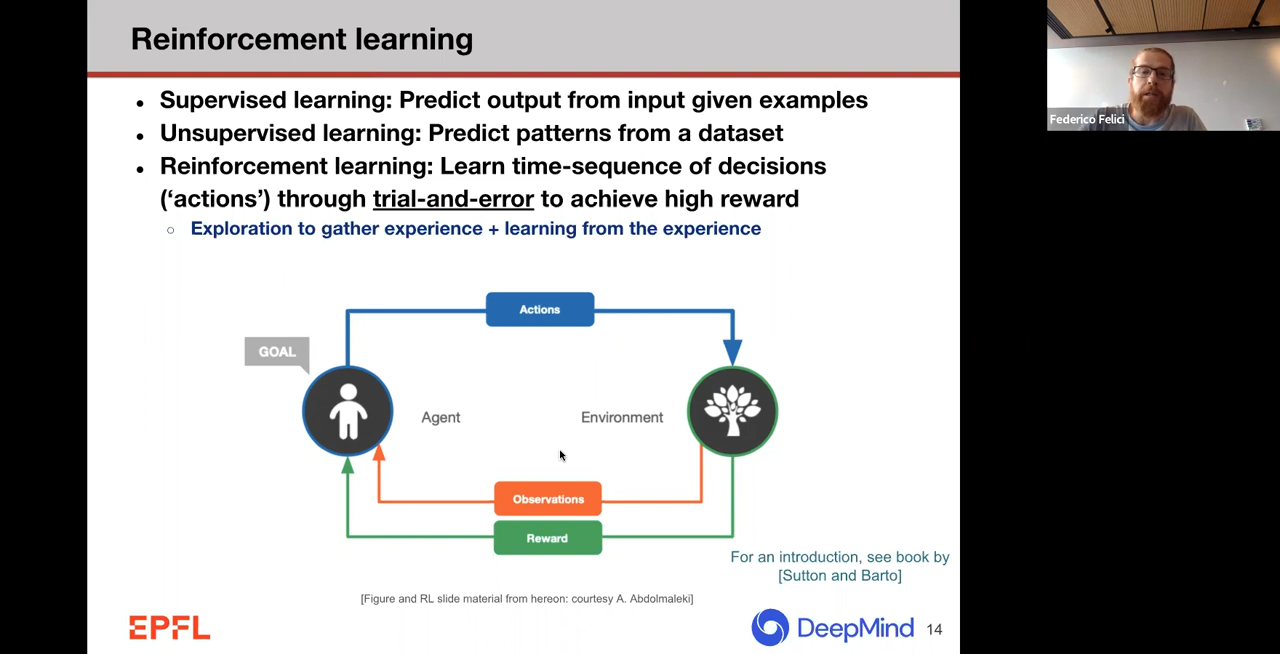 Reinforcement learning
● Supervised learning: Predict output from input given examples
● Unsupervised learning: Predict patterns from a dataset
● Reinforcement learning: Learn time-sequence of decisions
(‘actions’) through trial-and-error to achieve high reward
○ Exploration to gather experience + learning from the experience
Actions
GOAL
Agent
Environment
Observations
Reward
For an introduction, see book by
[Sutton and Barto]
[Figure and RL slide material from hereon: courtesy A. Abdolmaleki]
EPFL
DeepMind
14
Federico Felici